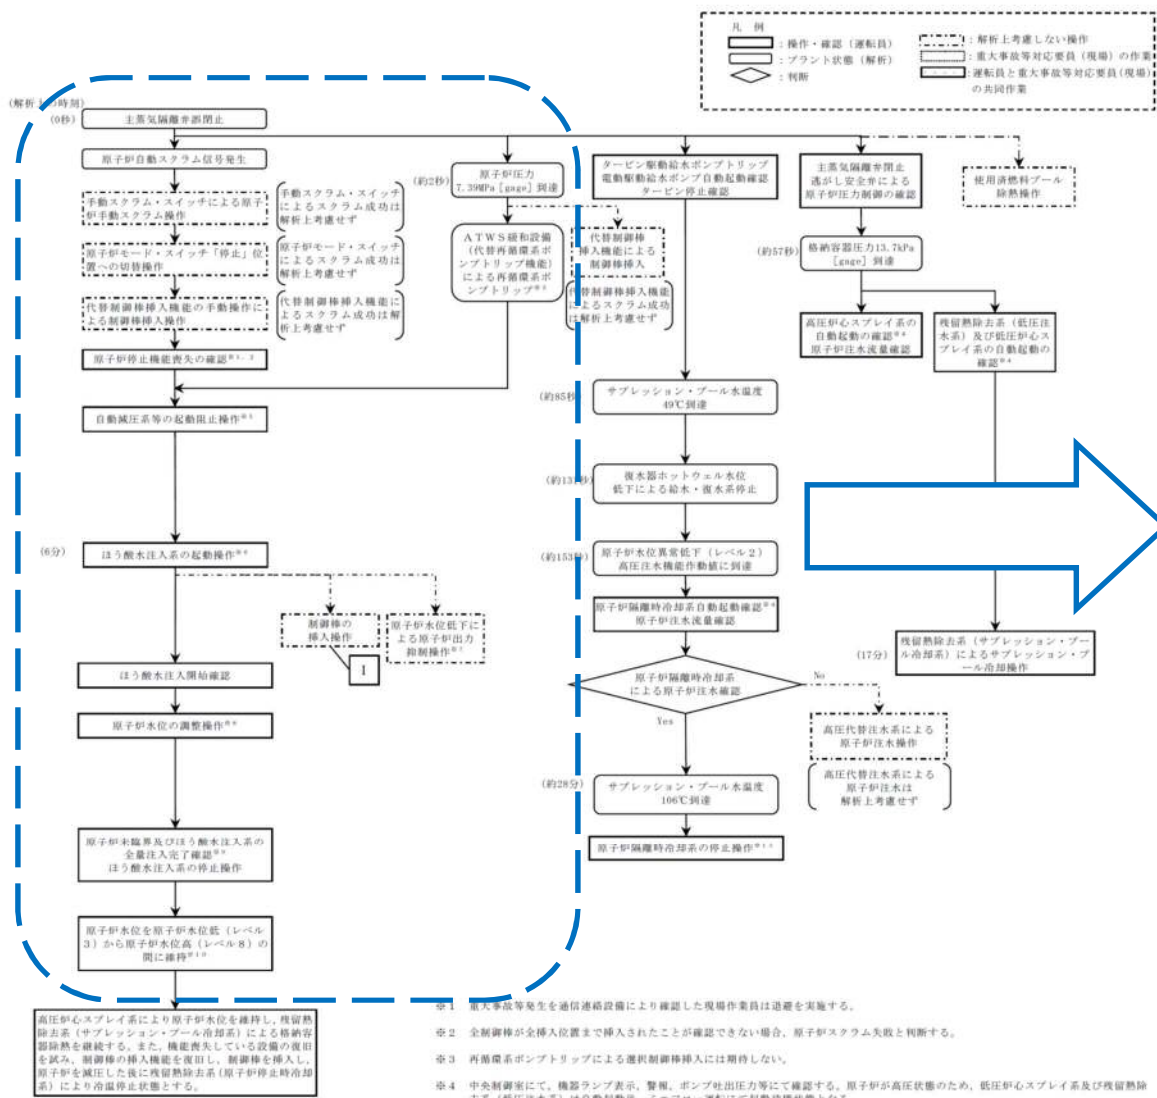 凡 例
：操作・確認（運転員）
：プラント状態（解析）
：判断
：解析上考慮しない操作
：重大事故等対応要員（現場）の作業
：運転員と重大事故等対応要員（現場）
の共同作業
(0秒)
主蒸気隔離弁誤閉止
原子炉自動スクラム信号発生
手動スクラム・スイッチによる原子
炉手動スクラム操作
手動スクラム・スイッチ
によるスクラム成功は
解析上考慮せず
原子炉モード・スイッチ「停止」位
置への切替操作
原子炉モード・スイッチ
によるスクラム成功は
解析上考慮せず
代替制御棒挿入機能の手動操作に
よる制御棒挿入操作
代替制御棒挿入機能に
よるスクラム成功は
解析上考慮せず
原子炉停止機能喪失の確認※1，2
自動減圧系等の起動阻止操作※5
(6分)
ほう酸水注入系の起動操作※6
制御棒の
挿入操作
I
原子炉水位低下に
よる原子炉出力
抑制操作※7
ほう酸水注入開始確認
原子炉水位の調整操作※8
原子炉未臨界及びほう酸水注入系の
全量注入完了確認※9
ほう酸水注入系の停止操作
原子炉水位を原子炉水位低（レベル
3）から原子炉水位高（レベル8）の
間に維持※10
高圧炉心スプレイ系により原子炉水位を維持し、残留熱
除去系（サプレッション・プール冷却系）による格納容
器除熱を継続する。また、機能喪失している設備の復旧
を試み、制御棒の挿入機能を復旧し、制御棒を挿入し、
原子炉を減圧した後に残留熱除去系(原子炉停止時冷却
系）により冷温停止状態とする。
(約2秒)
原子炉圧力
7.39MPa［gage］到達
ATWS緩和設備
（代替再循環系ポ
ンプトリップ機能）
による再循環系ポ
ンプトリップ※3
代替制御棒
挿入機能による
制御棒挿入
代替制御棒挿入機能
によるスクラム成功は
解析上考慮せず
タービン駆動給水ポンプトリップ
電動駆動給水ポンプ自動起動確認
タービン停止確認
(約85秒)
サプレッション・プール水温度
49℃到達
復水器ホットウェル水位
低下による給水・復水系停止
(約153秒)
原子炉水位異常低下（レベル2）
高圧注水機能作動値に到達
原子炉隔離時冷却系自動起動確認※4
原子炉注水流量確認
原子炉隔離時冷却系
による原子炉注水確認
No
Yes
高圧代替注水系による
原子炉注水操作
高圧代替注水系による
原子炉注水は
解析上考慮せず
(約28分)
サプレッション・プール水温度
106℃到達
原子炉隔離時冷却系の停止操作※11
主蒸気隔離弁閉止
逃がし安全弁による
原子炉圧力制御の確認
(約57秒)
格納容器圧力13.7kPa
［gage］到達
高圧炉心スプレイ系の
自動起動の確認※4
原子炉注水流量確認
残留熱除去系（低圧注
水系）及び低圧炉心ス
プレイ系の自動起動の
確認※4
(17分)
残留熱除去系（サプレッション・プー
ル冷却系）によるサプレッション・プ
ール冷却操作
使用済燃料プール
除熱操作
※1 重大事故等発生を通信連絡設備により確認した現場作業員は退避を実施する。
※2 全制御棒が全挿入位置まで挿入されたことが確認できない場合、原子炉スクラム失敗と判断する。
※3 再循環系ポンプトリップによる選択制御棒挿入には期待しない。
※4 中央制御室にて、機器ランプ表示、警報、ポンプ吐出圧力等にて確認する。原子炉が高圧状態のため、低圧炉心スプレイ系及び残留熱除